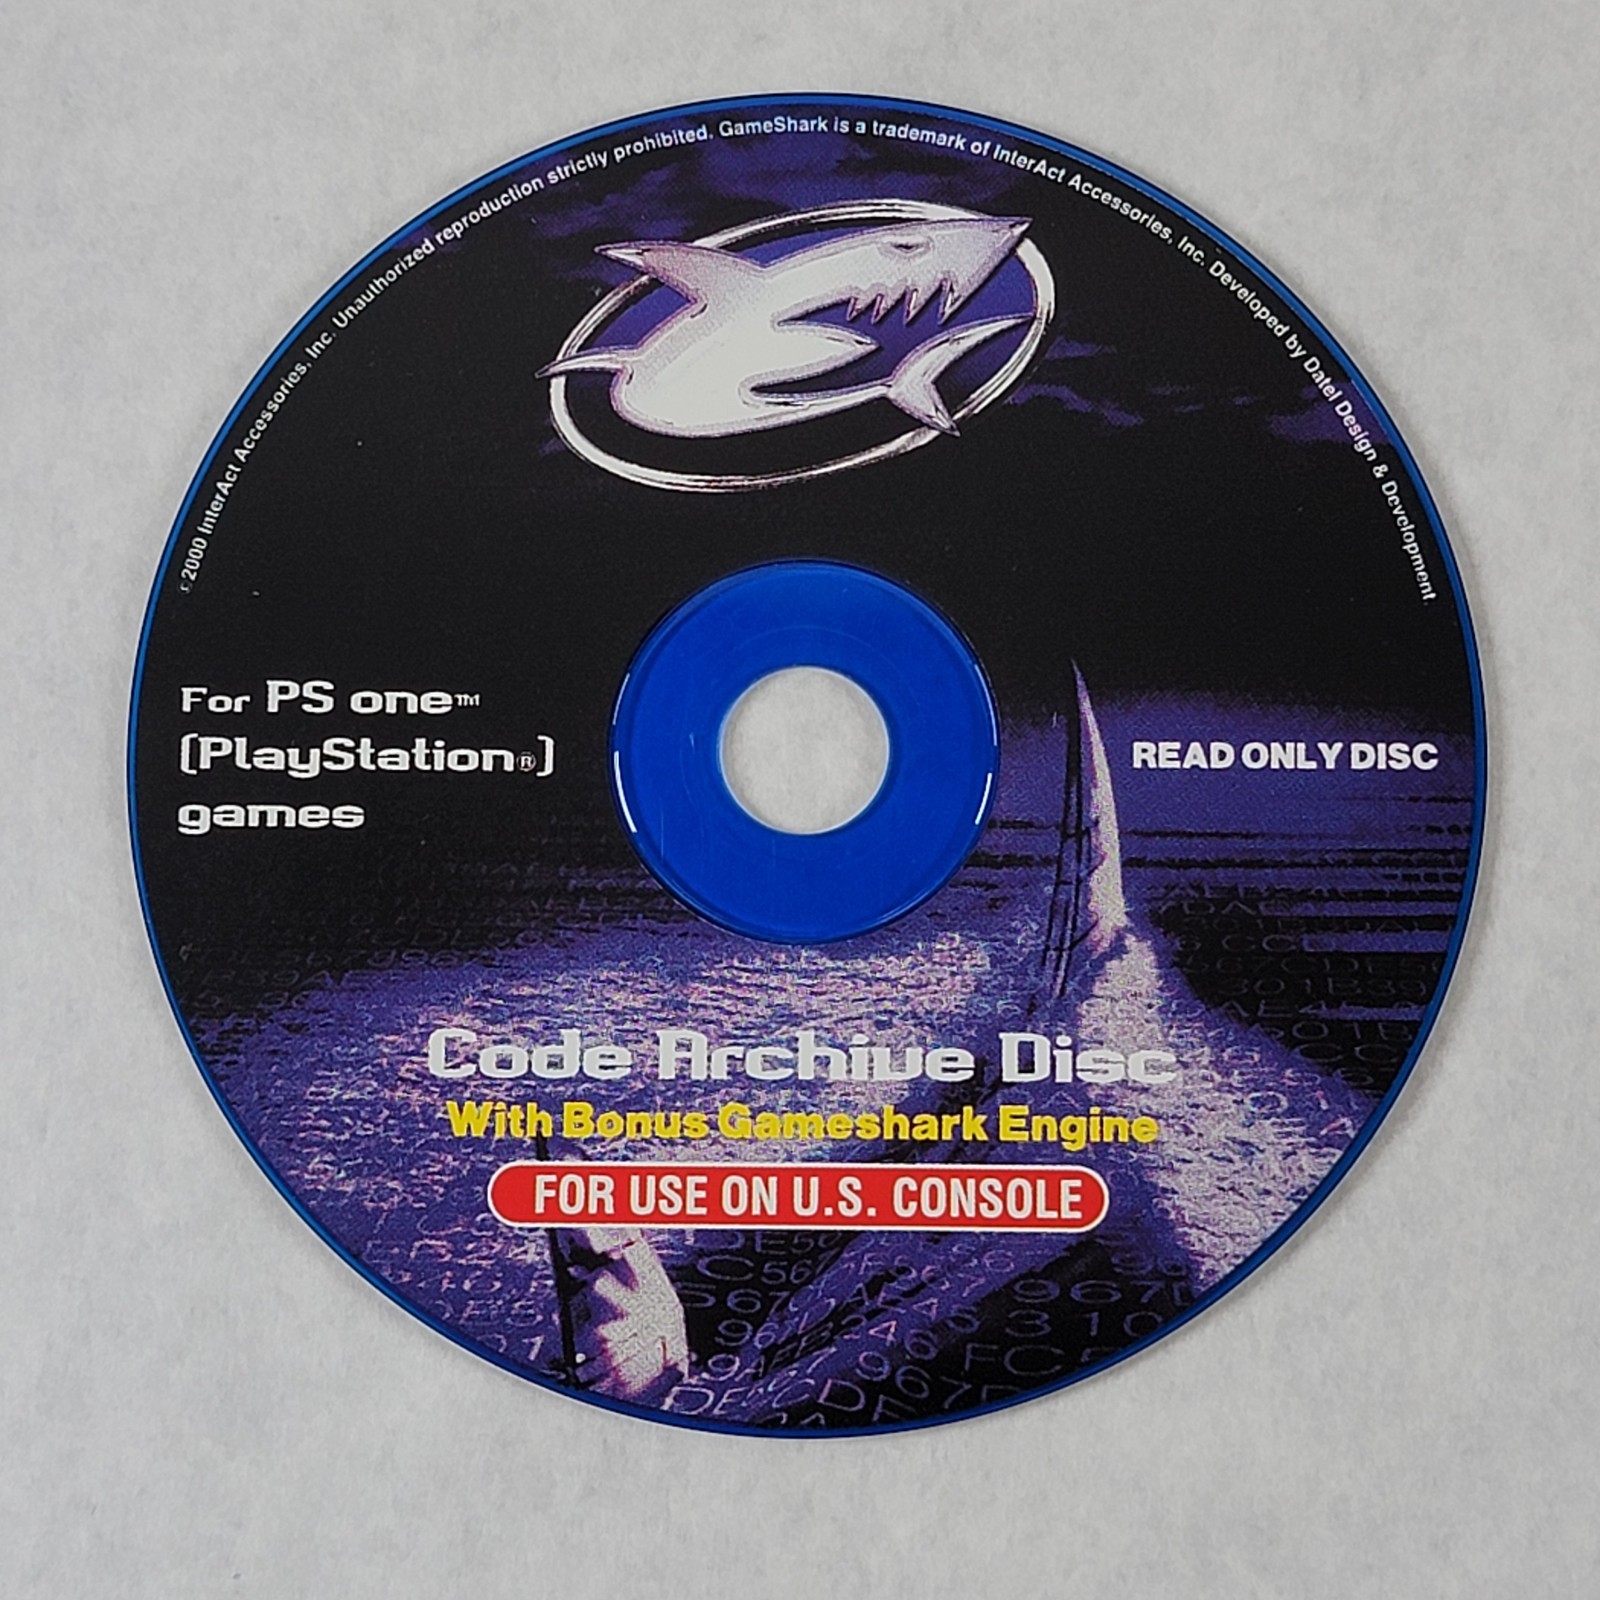 ©2000 InterAct Accessories, Inc. Unauthorized reproduction strictly prohibited. GameShark is a trademark of InterAct Accessories, Inc. Developed by Datel Design & Development.
For PS one™
(PlayStation®)
games
READ ONLY DISC
Code Archive Disc
With Bonus Gameshark Engine
FOR USE ON U.S. CONSOLE